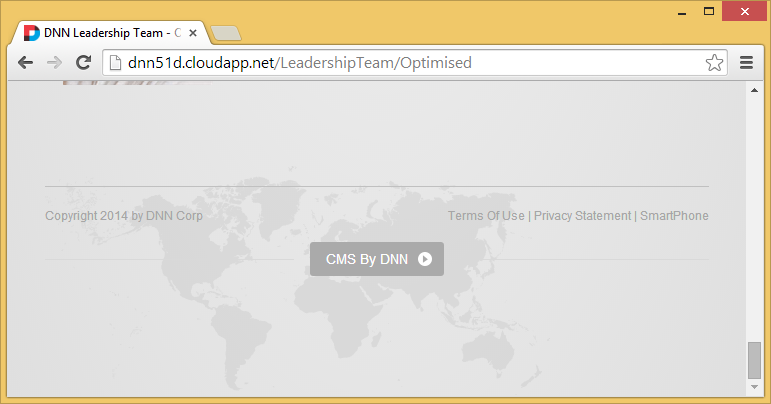 DNN Leadership Team - C
dnn51d.cloudapp.net/LeadershipTeam/Optimised
Copyright 2014 by DNN Corp
Terms Of Use | Privacy Statement | SmartPhone
CMS By DNN